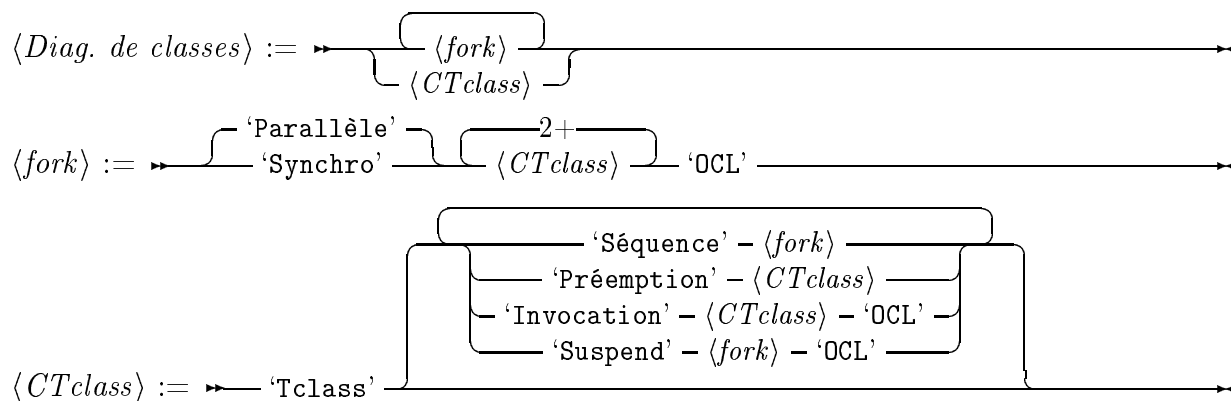 ⟨Diag. de classes⟩ := ⟨fork⟩
⟨CTclass⟩
‘Parallèle’ 2+
⟨fork⟩ := ‘Synchro’ ⟨CTclass⟩ ‘OCL’
‘Séquence’ – ⟨fork⟩
‘Préemption’ – ⟨CTclass⟩
‘Invocation’ – ⟨CTclass⟩ – ‘OCL’
‘Suspend’ – ⟨fork⟩ – ‘OCL’
⟨CTclass⟩ := ‘Tclass’